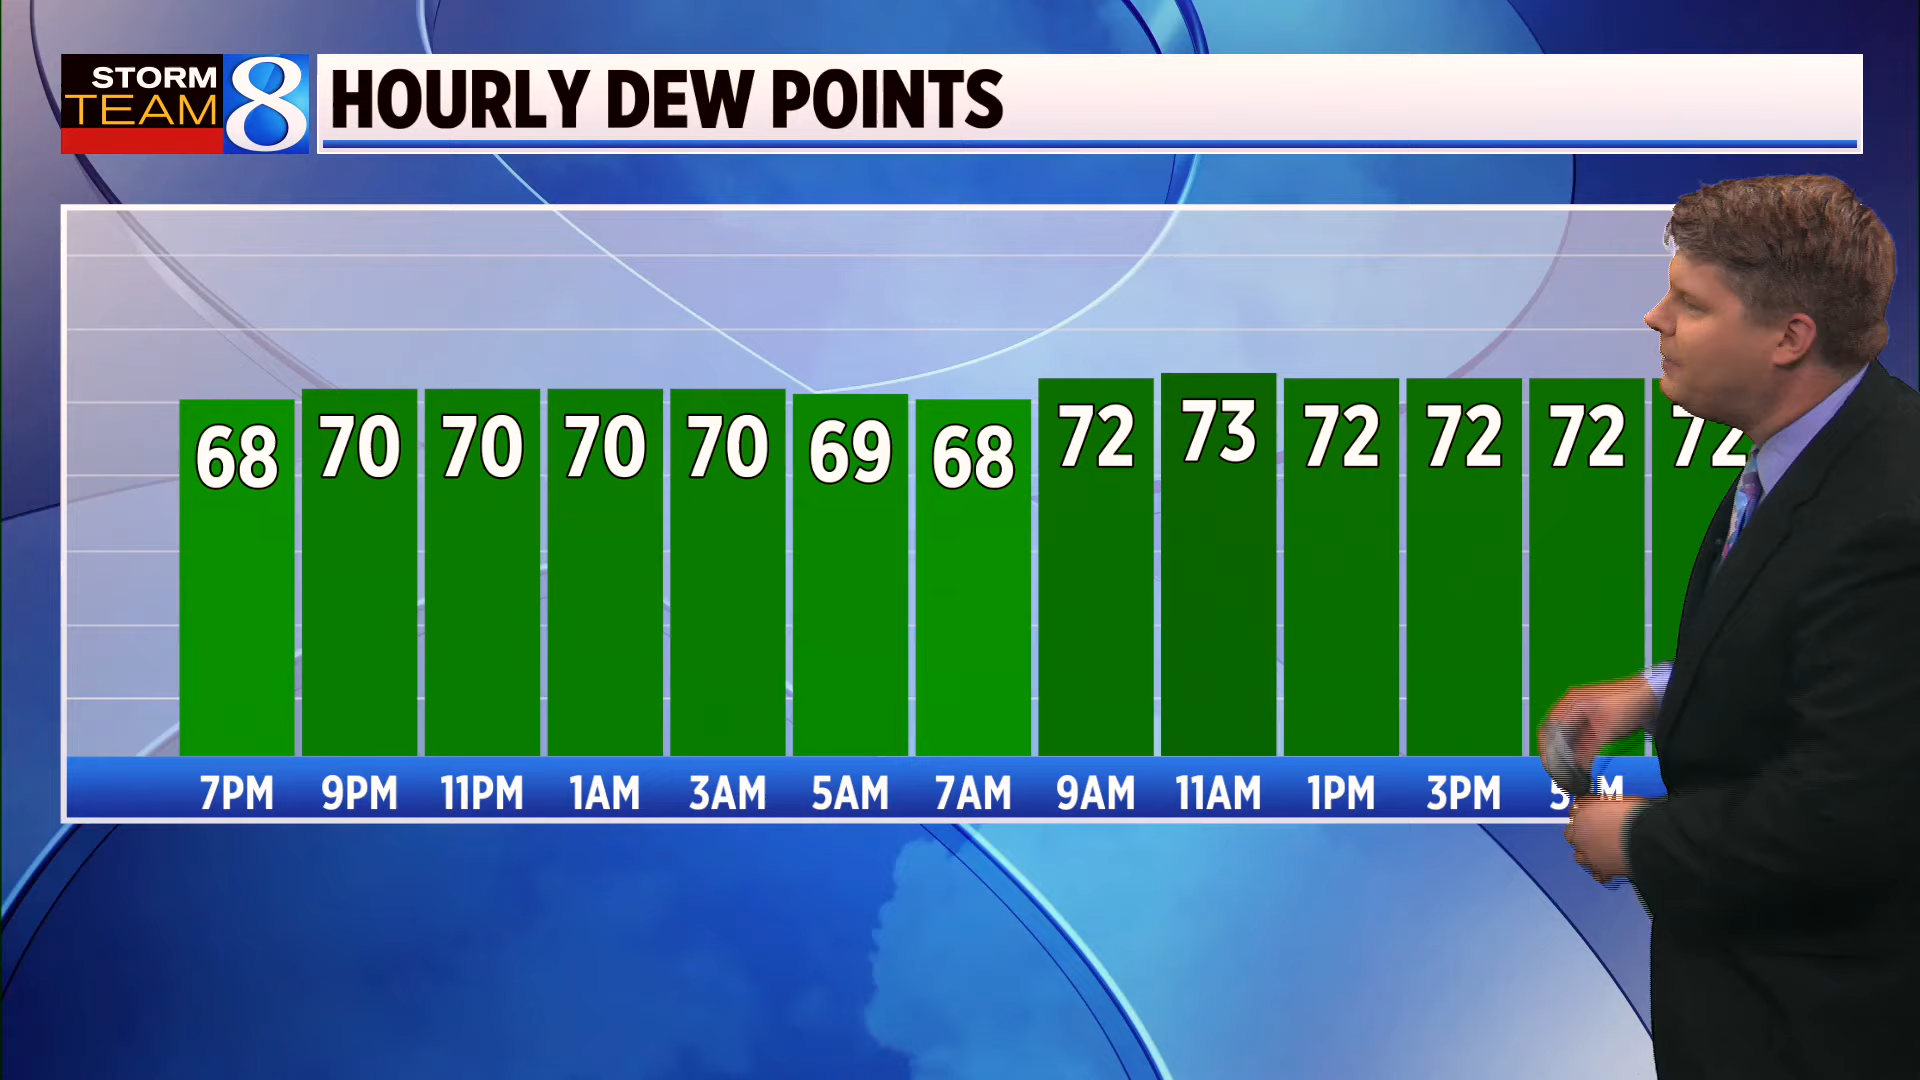 STORM
TEAM
8
HOURLY DEW POINTS
68 70 70 70 70 69 68 72 73 72 72 72 72
7PM 9PM 11PM 1AM 3AM 5AM 7AM 9AM 11AM 1PM 3PM